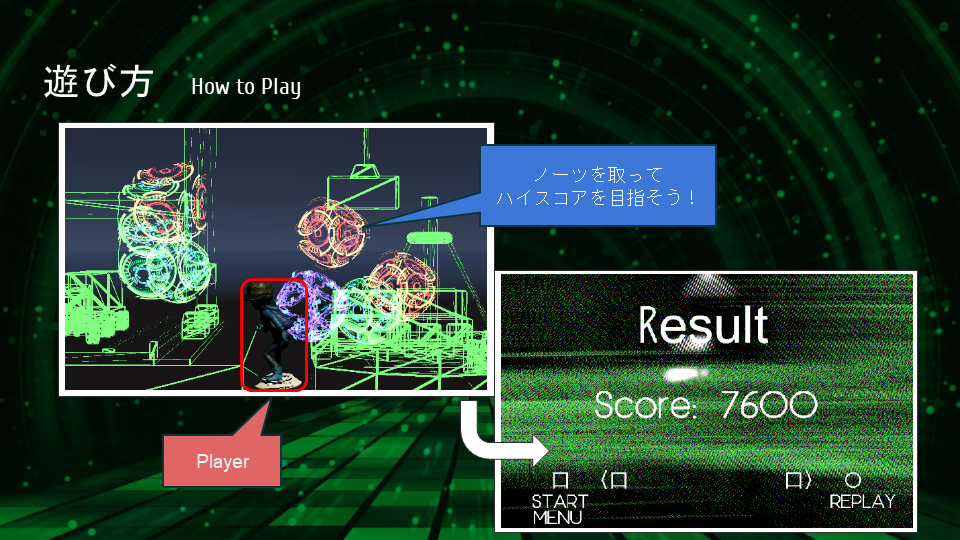 遊び方 How to Play
ノーツを取って
ハイスコアを目指そう！
Player
Result
Score: 7600
START
MENU
REPLAY